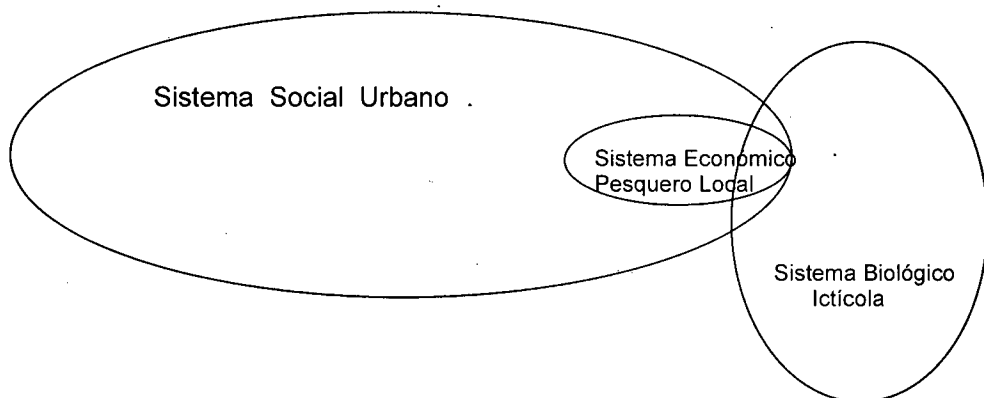 Sistema Social Urbano .
Sistema Económico
Pesquero Local
Sistema Biológico
Ictícola